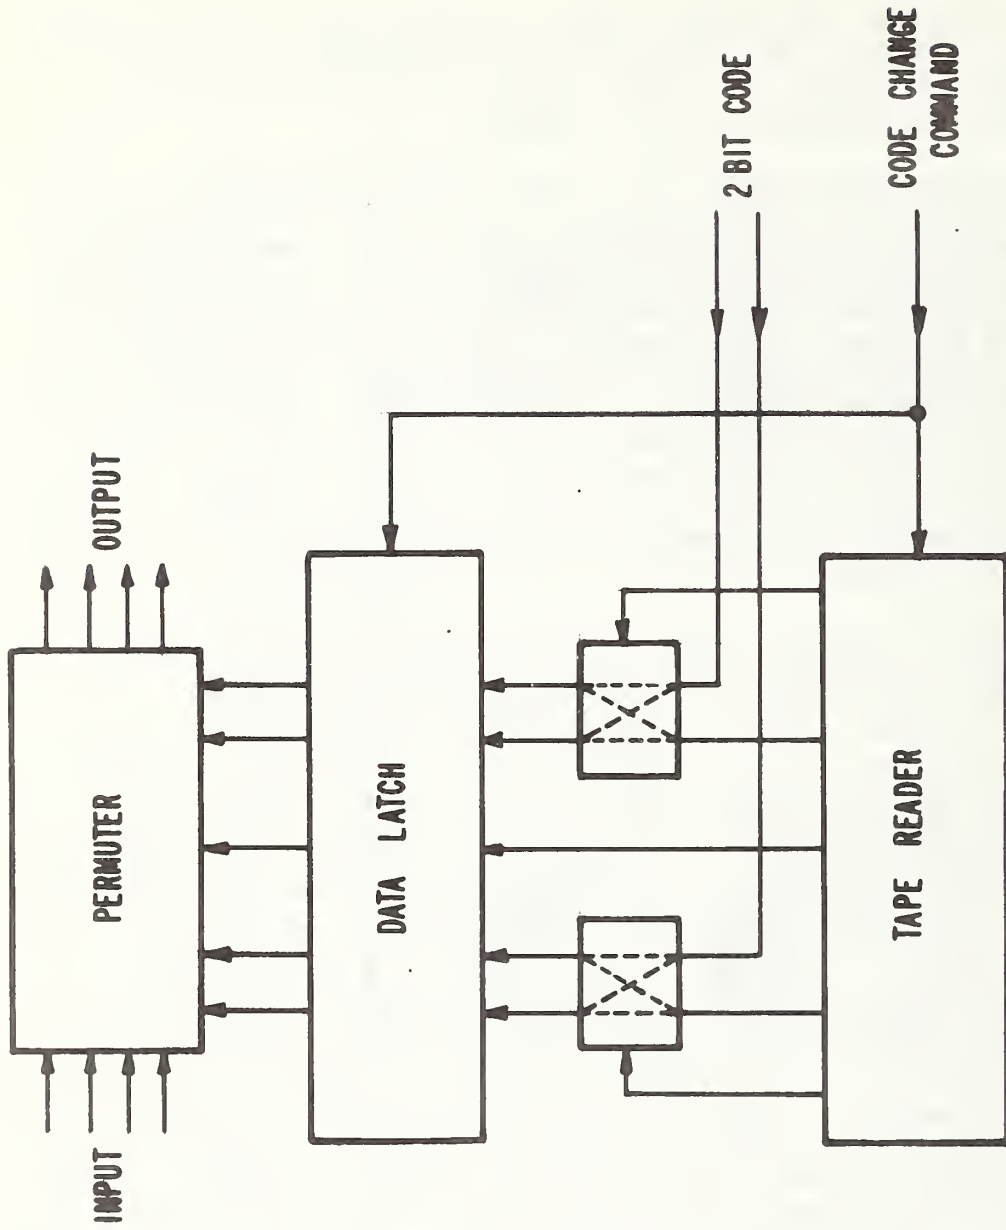 INPUT
PERMUTER
OUTPUT
DATA LATCH
2 BIT CODE
TAPE READER
CODE CHANGE
COMMAND